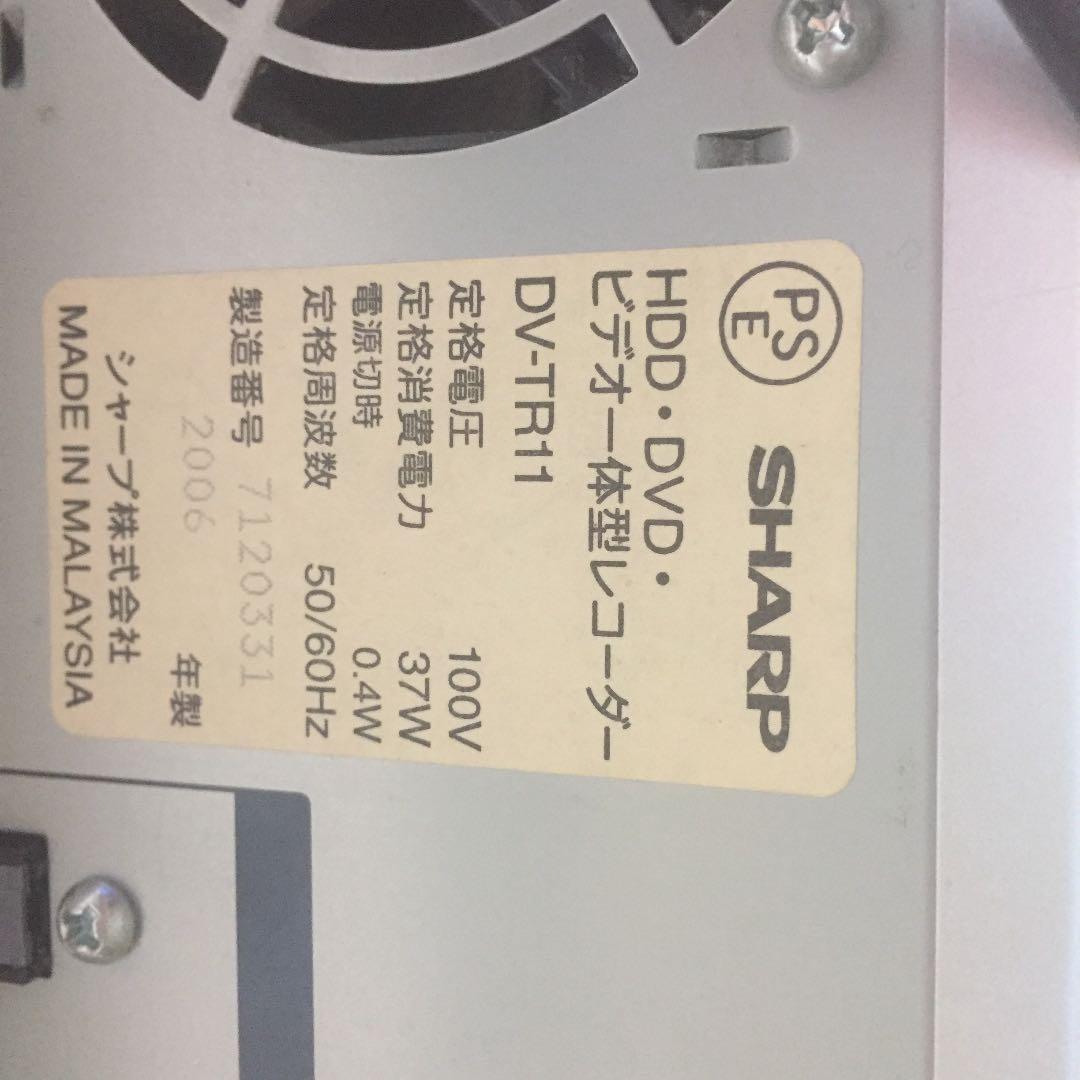 PS
E
SHARP
HDD・DVD・
ビデオ一体型レコーダー
DV-TR11
定格電圧 100V
定格消費電力 37W
電源切時 0.4W
定格周波数 50/60Hz
製造番号 7120331
2006 年製
シャープ株式会社
MADE IN MALAYSIA